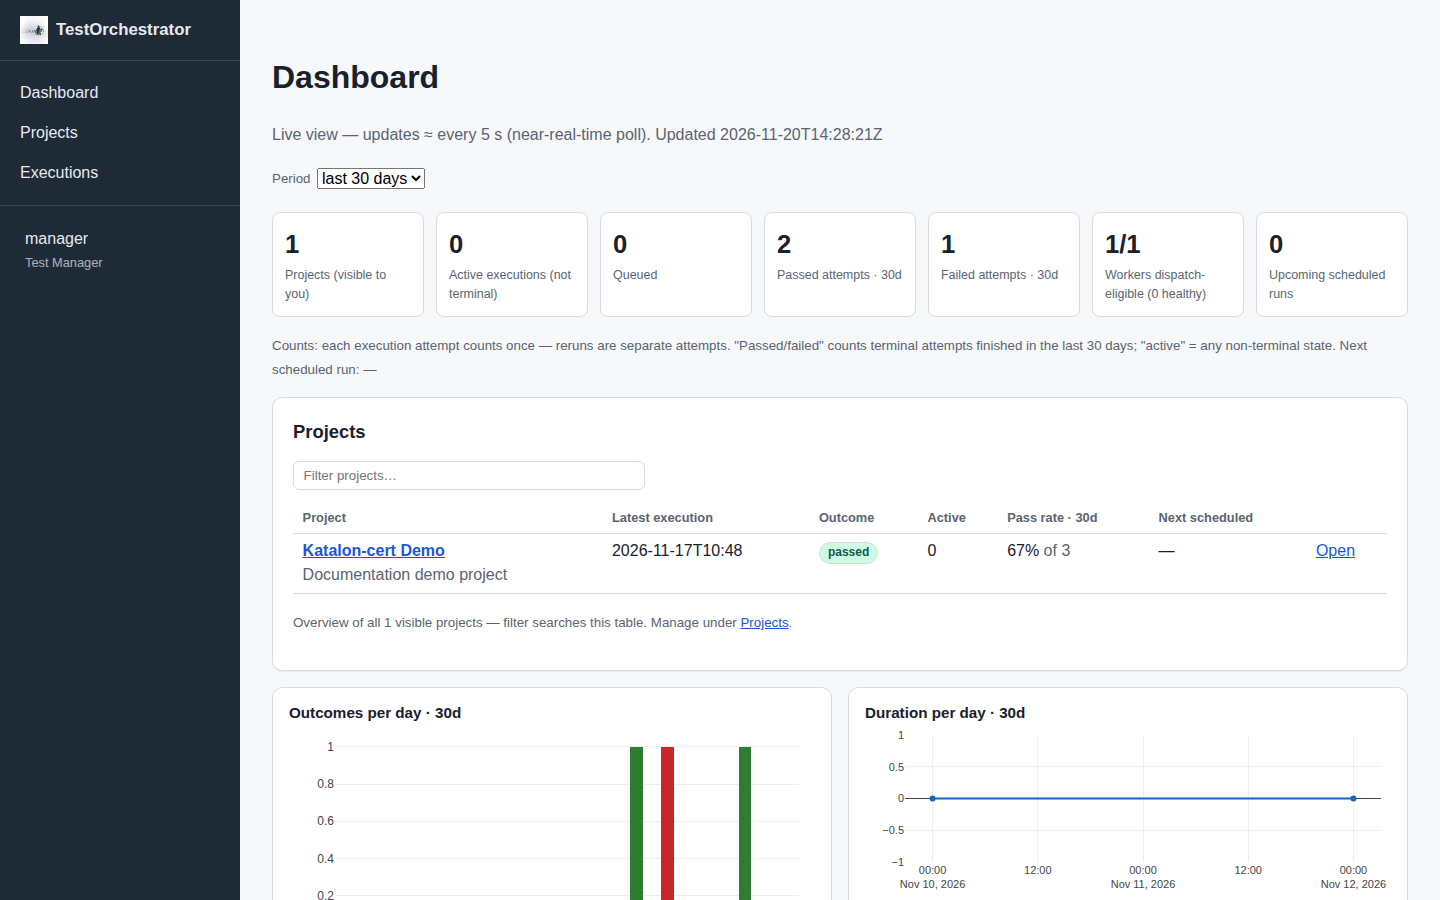 TestOrchestrator
Dashboard
Projects
Executions
manager
Test Manager
Dashboard
Live view — updates ≈ every 5 s (near-real-time poll). Updated 2026-11-20T14:28:21Z
Period last 30 days
1
Projects (visible to
you)
0
Active executions (not
terminal)
0
Queued
2
Passed attempts · 30d
1
Failed attempts · 30d
1/1
Workers dispatch-
eligible (0 healthy)
0
Upcoming scheduled
runs
Counts: each execution attempt counts once — reruns are separate attempts. "Passed/failed" counts terminal attempts finished in the last 30 days; "active" = any non-terminal state. Next
scheduled run: —
Projects
Filter projects…
Project Latest execution Outcome Active Pass rate · 30d Next scheduled
Katalon-cert Demo 2026-11-17T10:48 passed 0 67% of 3 — Open
Documentation demo project
Overview of all 1 visible projects — filter searches this table. Manage under Projects.
Outcomes per day · 30d
1
0.8
0.6
0.4
0.2
Duration per day · 30d
1
0.5
0
−0.5
−1
00:00 12:00 00:00 12:00 00:00
Nov 10, 2026 Nov 11, 2026 Nov 12, 2026